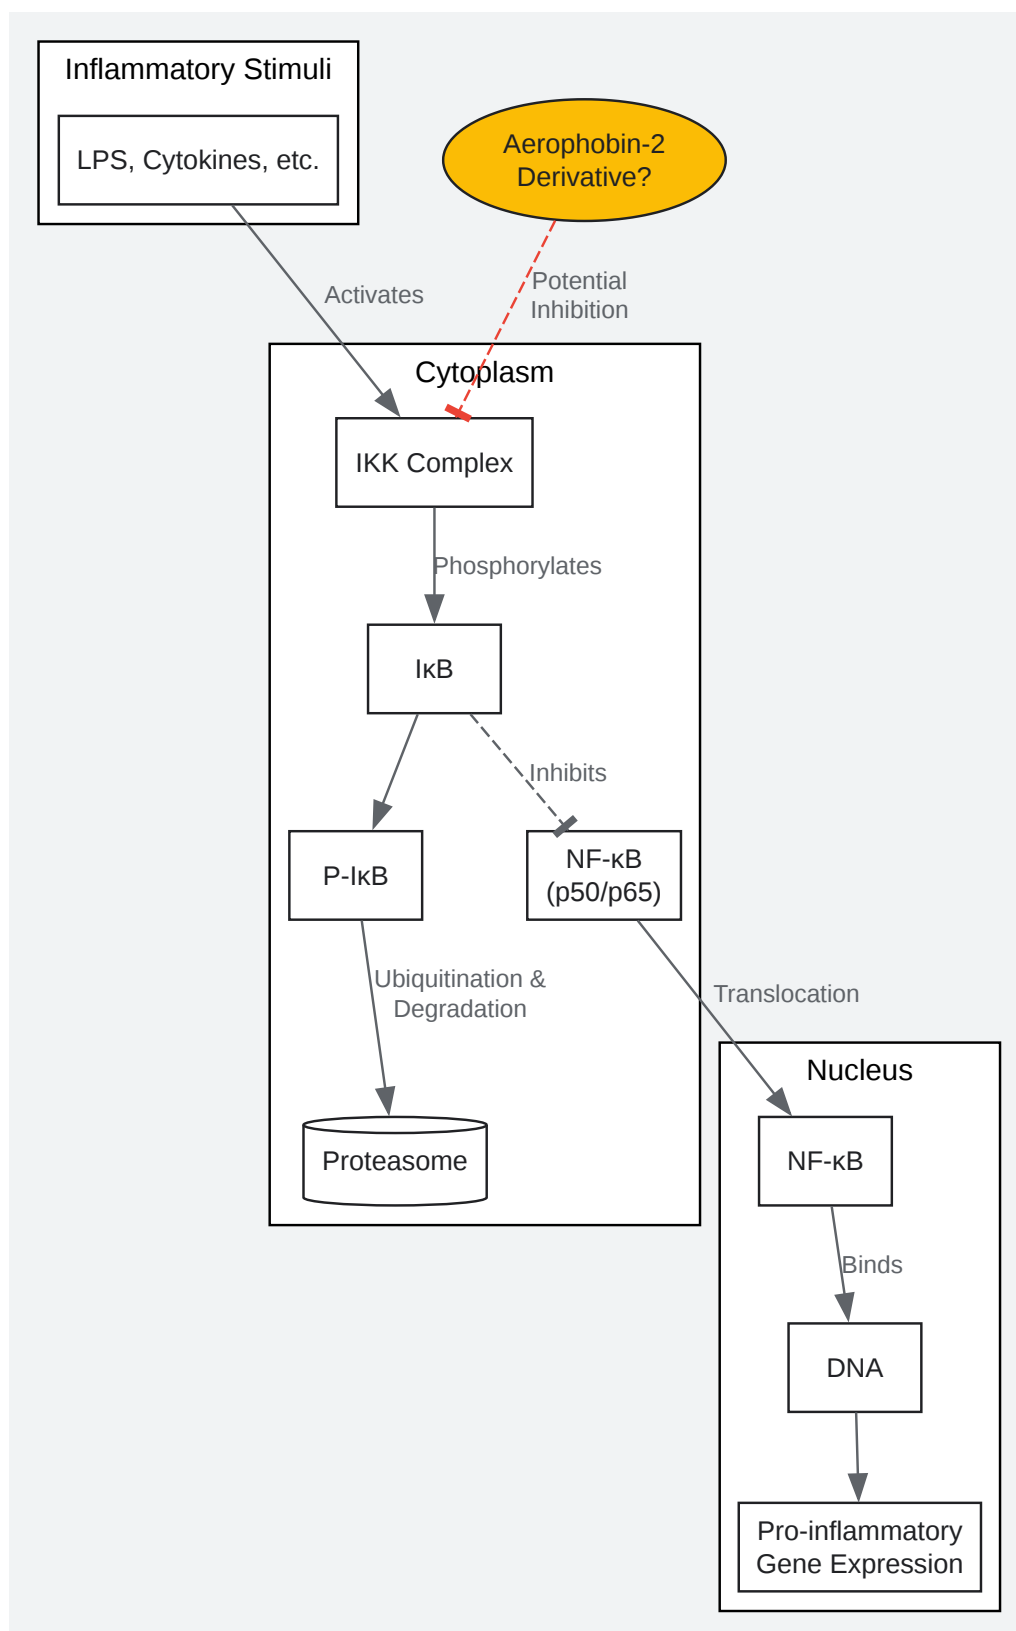 Inflammatory Stimuli
LPS, Cytokines, etc.
Aerophobin-2
Derivative?
Activates
Potential
Inhibition
Cytoplasm
IKK Complex
Phosphorylates
IκB
Inhibits
P-IκB
NF-κB
(p50/p65)
Ubiquitination &
Degradation
Translocation
Proteasome
Nucleus
NF-κB
Binds
DNA
Pro-inflammatory
Gene Expression